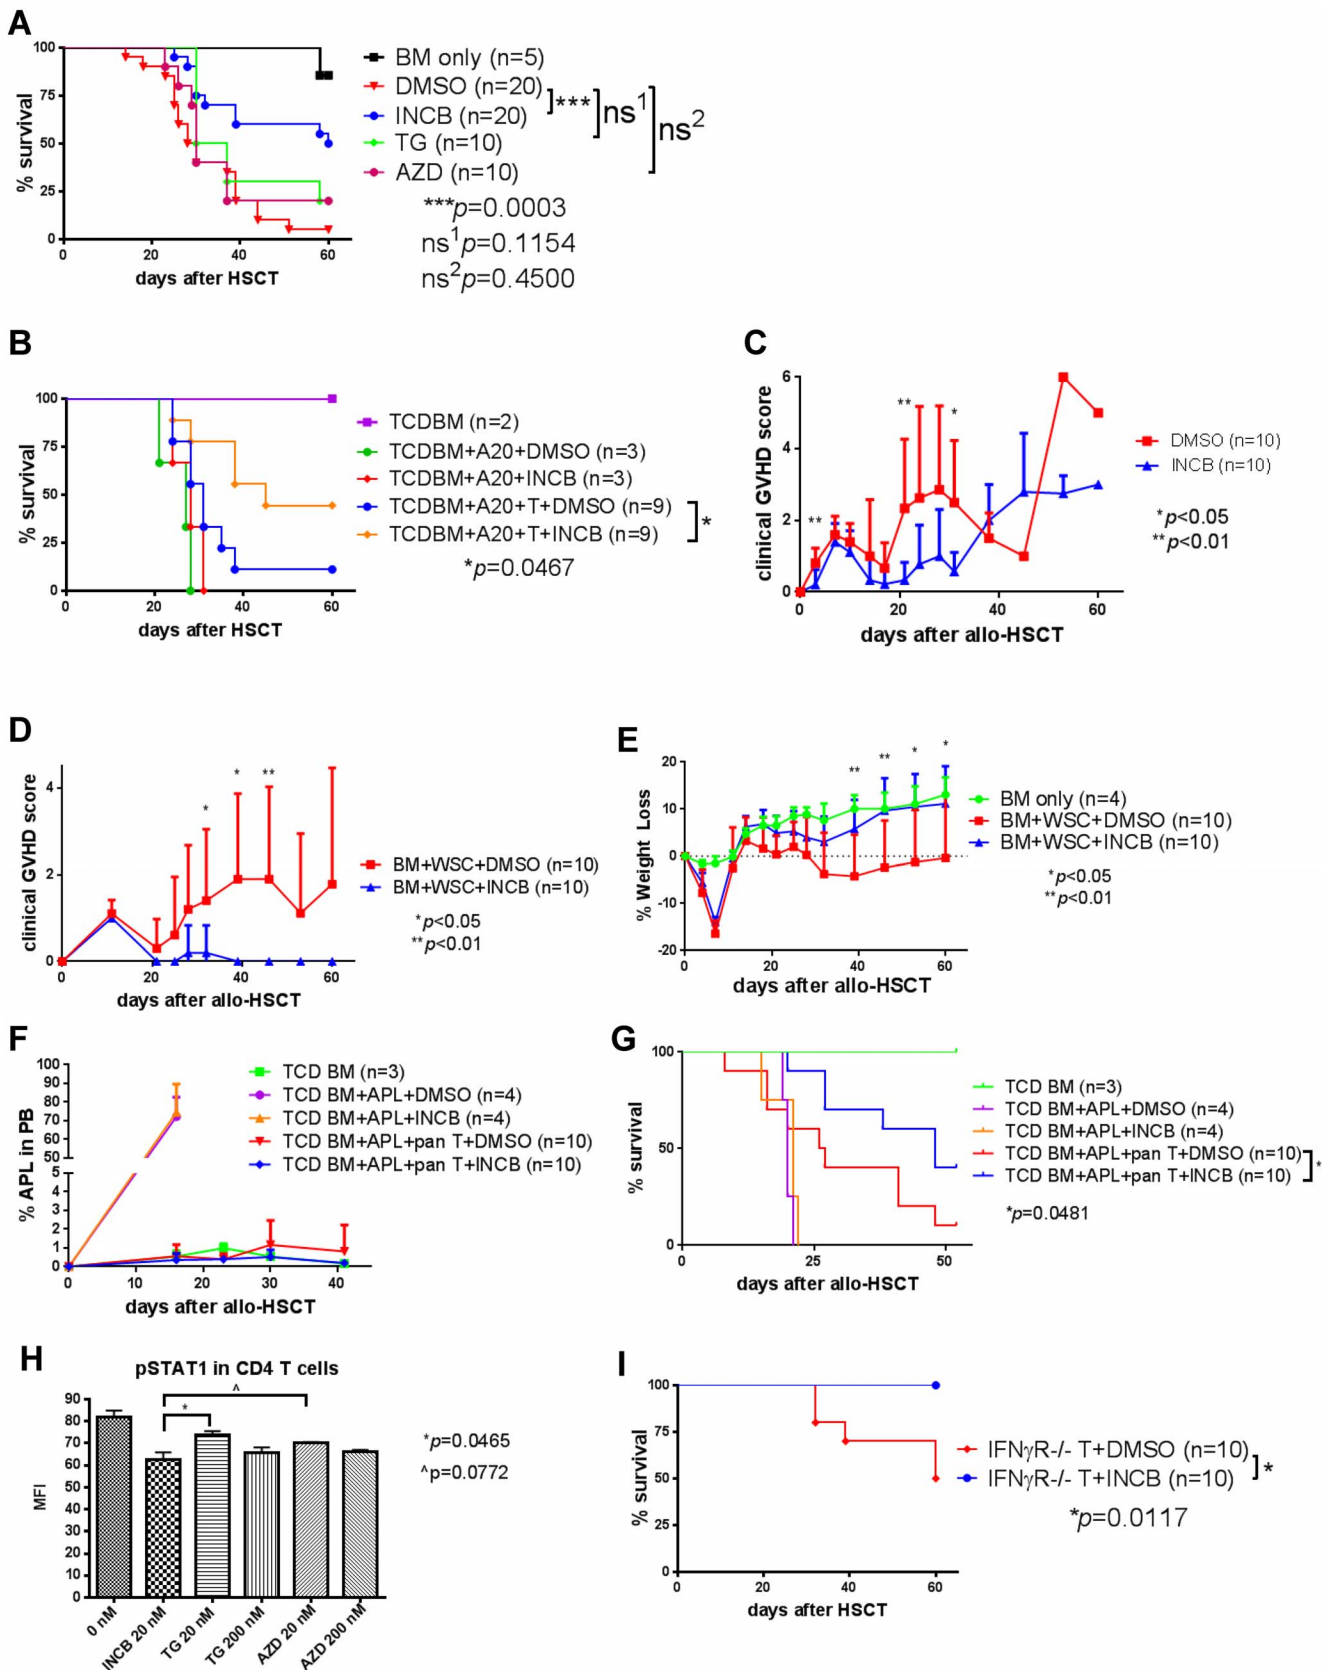 A
% survival
100
75
50
25
0
0 20 40 60
days after HSCT
BM only (n=5)
DMSO (n=20)
INCB (n=20)
TG (n=10)
AZD (n=10)
*** ns¹ ns²
***p=0.0003
ns¹p=0.1154
ns²p=0.4500
B
% survival
100
75
50
25
0
0 20 40 60
days after HSCT
TCDBM (n=2)
TCDBM+A20+DMSO (n=3)
TCDBM+A20+INCB (n=3)
TCDBM+A20+T+DMSO (n=9)
TCDBM+A20+T+INCB (n=9)
*
*p=0.0467
C
clinical GVHD score
6
4
2
0
** ** *
0 20 40 60
days after allo-HSCT
DMSO (n=10)
INCB (n=10)
*p<0.05
**p<0.01
D
clinical GVHD score
4
2
0
* * **
0 20 40 60
days after allo-HSCT
BM+WSC+DMSO (n=10)
BM+WSC+INCB (n=10)
*p<0.05
**p<0.01
E
% Weight Loss
20
10
0
-10
-20
** ** * *
0 20 40 60
days after allo-HSCT
BM only (n=4)
BM+WSC+DMSO (n=10)
BM+WSC+INCB (n=10)
*p<0.05
**p<0.01
F
% APL in PB
100
90
80
70
60
50
5
4
3
2
1
0
0 10 20 30 40
days after allo-HSCT
TCD BM (n=3)
TCD BM+APL+DMSO (n=4)
TCD BM+APL+INCB (n=4)
TCD BM+APL+pan T+DMSO (n=10)
TCD BM+APL+pan T+INCB (n=10)
G
% survival
100
50
0
0 25 50
days after allo-HSCT
TCD BM (n=3)
TCD BM+APL+DMSO (n=4)
TCD BM+APL+INCB (n=4)
TCD BM+APL+pan T+DMSO (n=10)
TCD BM+APL+pan T+INCB (n=10)
*
*p=0.0481
H
pSTAT1 in CD4 T cells
MFI
90
80
70
60
50
40
30
20
10
0
^
*
0 nM
INCB 20 nM
TG 20 nM
TG 200 nM
AZD 20 nM
AZD 200 nM
*p=0.0465
^p=0.0772
I
% survival
100
75
50
25
0
0 20 40 60
days after HSCT
IFNγR-/- T+DMSO (n=10)
IFNγR-/- T+INCB (n=10)
*
*p=0.0117